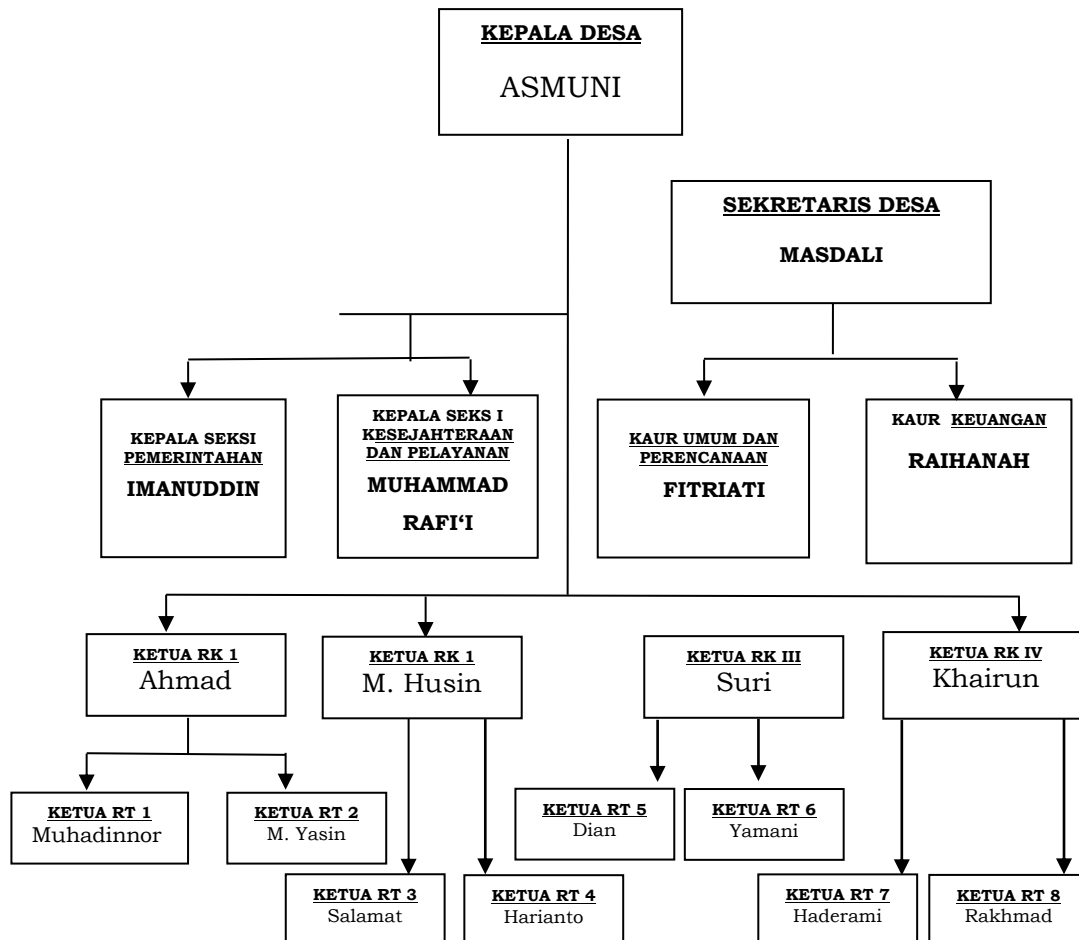 KEPALA DESA
ASMUNI
SEKRETARIS DESA
MASDALI
KEPALA SEKSI
PEMERINTAHAN
IMANUDDIN
KEPALA SEKS I
KESEJAHTERAAN
DAN PELAYANAN
MUHAMMAD
RAFI‘I
KAUR UMUM DAN
PERENCANAAN
FITRIATI
KAUR KEUANGAN
RAIHANAH
KETUA RK 1
Ahmad
KETUA RK 1
M. Husin
KETUA RK III
Suri
KETUA RK IV
Khairun
KETUA RT 1
Muhadinnor
KETUA RT 2
M. Yasin
KETUA RT 5
Dian
KETUA RT 6
Yamani
KETUA RT 3
Salamat
KETUA RT 4
Harianto
KETUA RT 7
Haderami
KETUA RT 8
Rakhmad